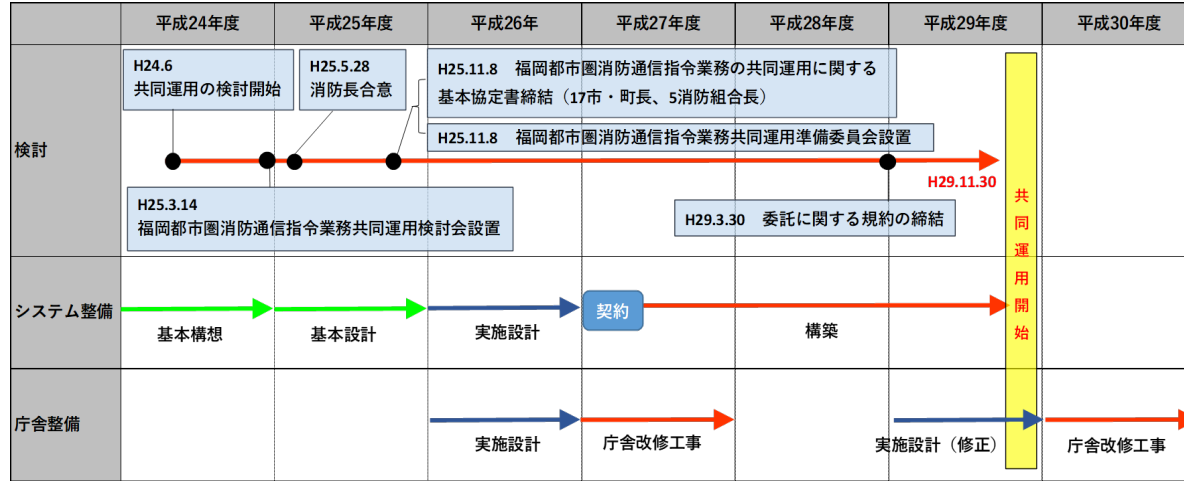 平成24年度
平成25年度
平成26年
平成27年度
平成28年度
平成29年度
平成30年度
検討
H24.6
共同運用の検討開始
H25.5.28
消防長合意
H25.11.8 福岡都市圏消防通信指令業務の共同運用に関する
基本協定書締結（17市・町長、5消防組合長）
H25.11.8 福岡都市圏消防通信指令業務共同運用準備委員会設置
H25.3.14
福岡都市圏消防通信指令業務共同運用検討会設置
H29.3.30 委託に関する規約の締結
H29.11.30
共同運用開始
システム整備
基本構想
基本設計
実施設計
契約
構築
庁舎整備
実施設計
庁舎改修工事
実施設計（修正）
庁舎改修工事